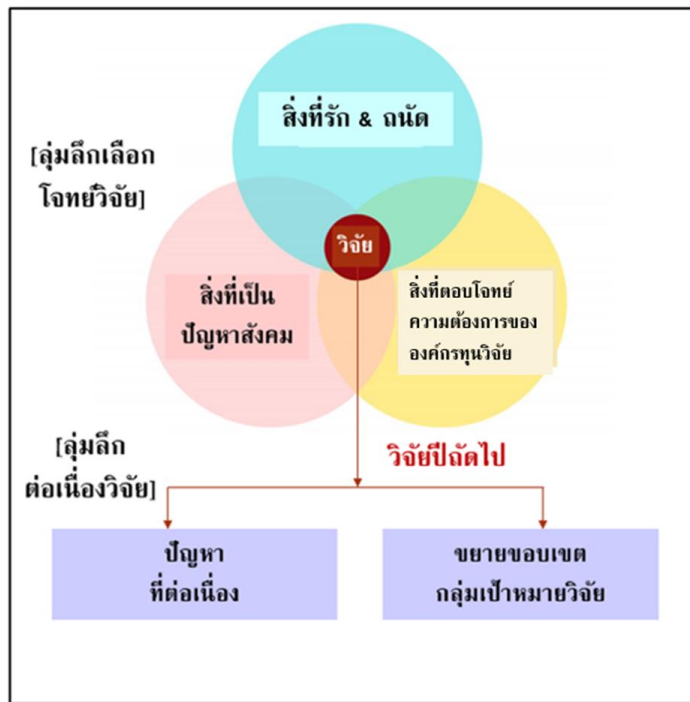 สิ่งที่รัก & ถนัด
[ลุ่มลึกเลือก
โจทย์วิจัย]
วิจัย
สิ่งที่เป็น
ปัญหาสังคม
สิ่งที่ตอบโจทย์
ความต้องการของ
องค์กรทุนวิจัย
[ลุ่มลึก
ต่อเนื่องวิจัย]
วิจัยปีถัดไป
ปัญหา
ที่ต่อเนื่อง
ขยายขอบเขต
กลุ่มเป้าหมายวิจัย